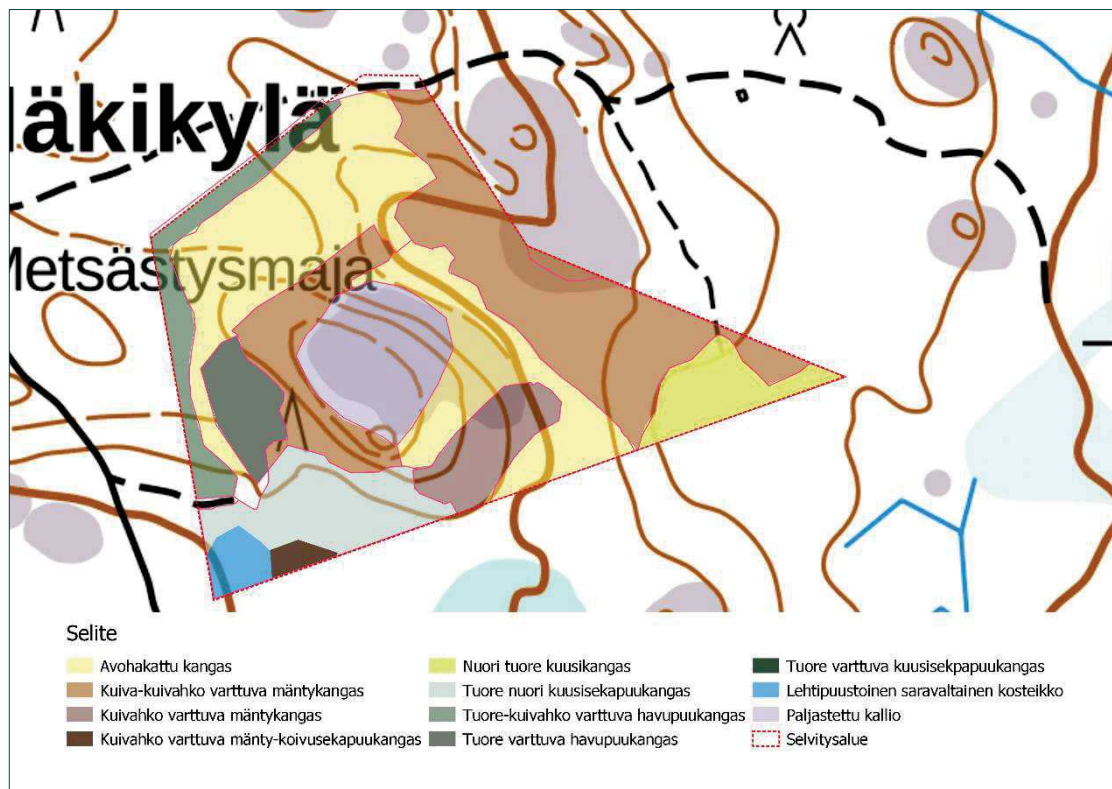 äkikylä
Metsästysmaja
Selite
Avohakattu kangas
Kuiva-kuivahko varttuva mäntykangas
Kuivahko varttuva mäntykangas
Kuivahko varttuva mänty-koivusekapuukangas
Nuori tuore kuusikangas
Tuore nuori kuusisekapuukangas
Tuore-kuivahko varttuva havupuukangas
Tuore varttuva havupuukangas
Tuore varttuva kuusisekpapuukangas
Lehtipuustoinen saravaltainen kosteikko
Paljastettu kallio
Selvitysalue